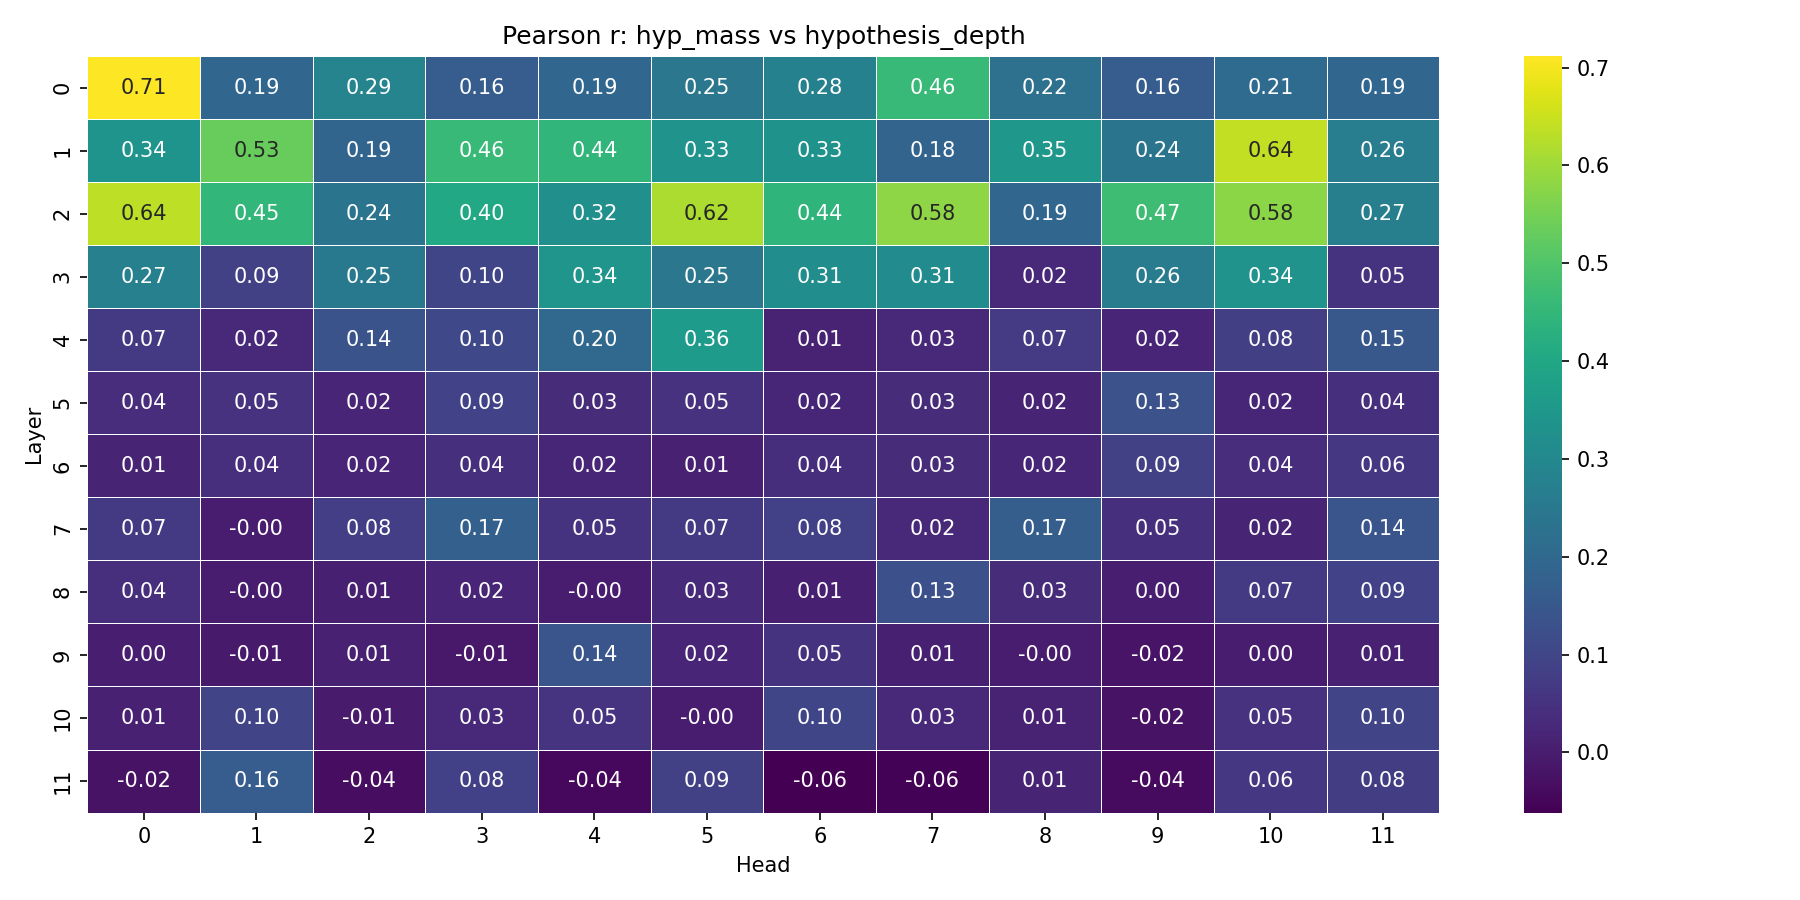 Pearson r: hyp_mass vs hypothesis_depth
0 0.71 0.19 0.29 0.16 0.19 0.25 0.28 0.46 0.22 0.16 0.21 0.19
1 0.34 0.53 0.19 0.46 0.44 0.33 0.33 0.18 0.35 0.24 0.64 0.26
2 0.64 0.45 0.24 0.40 0.32 0.62 0.44 0.58 0.19 0.47 0.58 0.27
3 0.27 0.09 0.25 0.10 0.34 0.25 0.31 0.31 0.02 0.26 0.34 0.05
4 0.07 0.02 0.14 0.10 0.20 0.36 0.01 0.03 0.07 0.02 0.08 0.15
5 0.04 0.05 0.02 0.09 0.03 0.05 0.02 0.03 0.02 0.13 0.02 0.04
6 0.01 0.04 0.02 0.04 0.02 0.01 0.04 0.03 0.02 0.09 0.04 0.06
7 0.07 -0.00 0.08 0.17 0.05 0.07 0.08 0.02 0.17 0.05 0.02 0.14
8 0.04 -0.00 0.01 0.02 -0.00 0.03 0.01 0.13 0.03 0.00 0.07 0.09
9 0.00 -0.01 0.01 -0.01 0.14 0.02 0.05 0.01 -0.00 -0.02 0.00 0.01
10 0.01 0.10 -0.01 0.03 0.05 -0.00 0.10 0.03 0.01 -0.02 0.05 0.10
11 -0.02 0.16 -0.04 0.08 -0.04 0.09 -0.06 -0.06 0.01 -0.04 0.06 0.08
0 1 2 3 4 5 6 7 8 9 10 11
Head
Layer
0.7
0.6
0.5
0.4
0.3
0.2
0.1
0.0